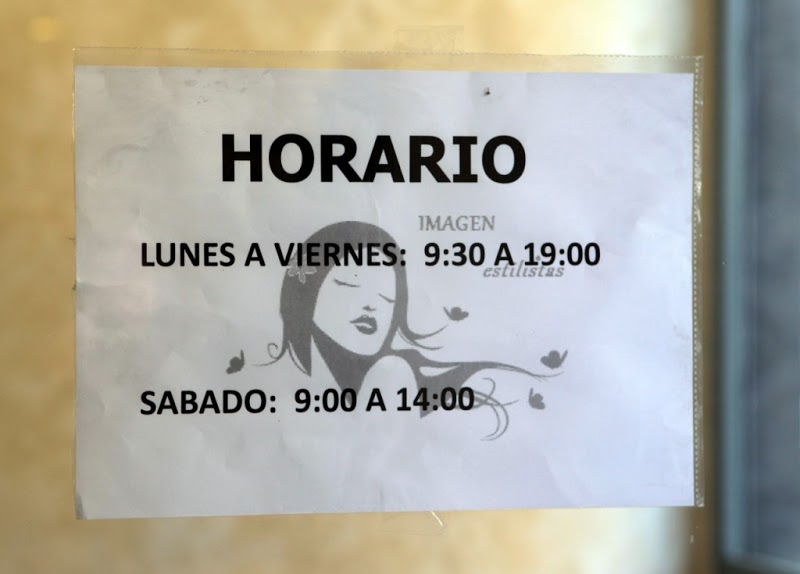 HORARIO
IMAGEN
LUNES A VIERNES: 9:30 A 19:00
estilistas
SABADO: 9:00 A 14:00